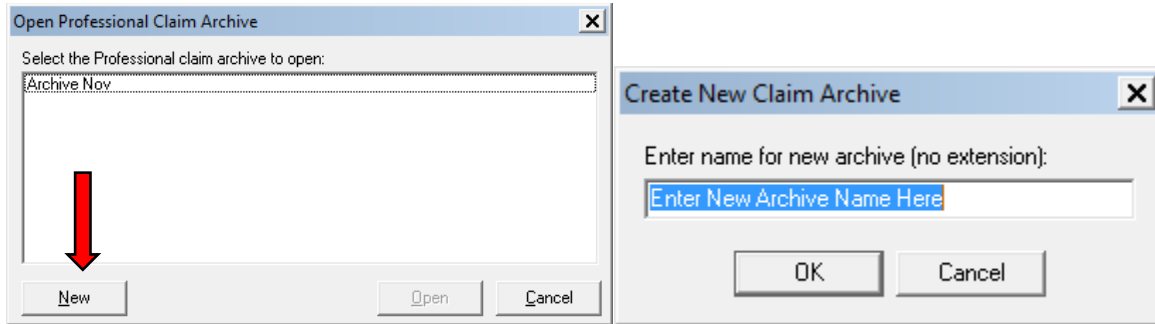 Open Professional Claim Archive
Select the Professional claim archive to open:
Archive Nov
New
Open
Cancel
Create New Claim Archive
Enter name for new archive (no extension):
Enter New Archive Name Here
OK
Cancel